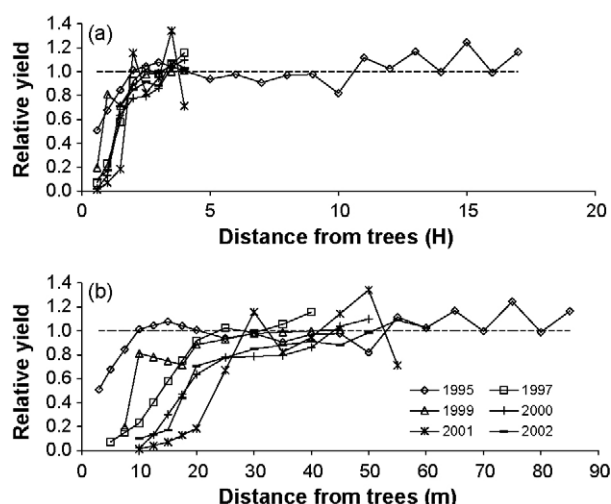 (a)
Relative yield
1.4
1.2
1.0
0.8
0.6
0.4
0.2
0.0
0 5 10 15 20
Distance from trees (H)
(b)
Relative yield
1.4
1.2
1.0
0.8
0.6
0.4
0.2
0.0
1995 1997
1999 2000
2001 2002
0 10 20 30 40 50 60 70 80 90
Distance from trees (m)